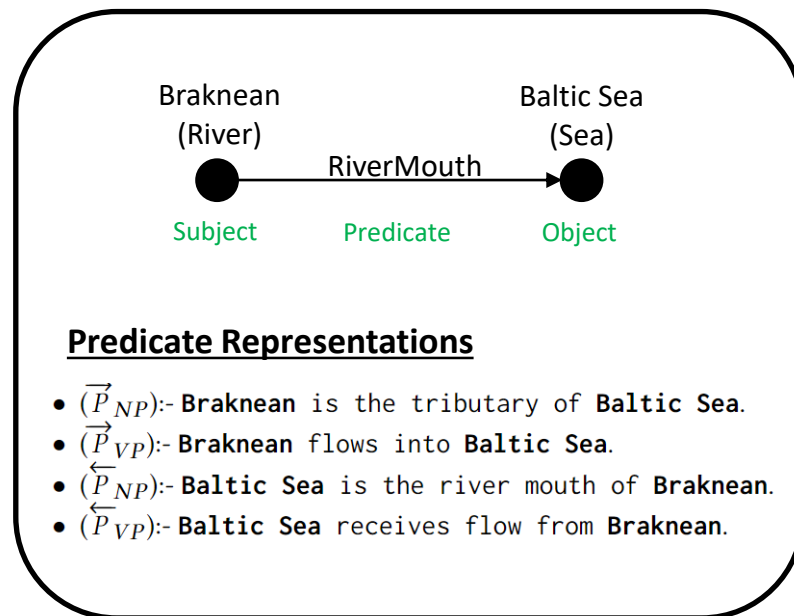 Braknean Baltic Sea
(River) (Sea)
RiverMouth
Subject Predicate Object
Predicate Representations
• (P⃗ NP):- Braknean is the tributary of Baltic Sea.
• (P⃗ VP):- Braknean flows into Baltic Sea.
• (P⃖ NP):- Baltic Sea is the river mouth of Braknean.
• (P⃖ VP):- Baltic Sea receives flow from Braknean.